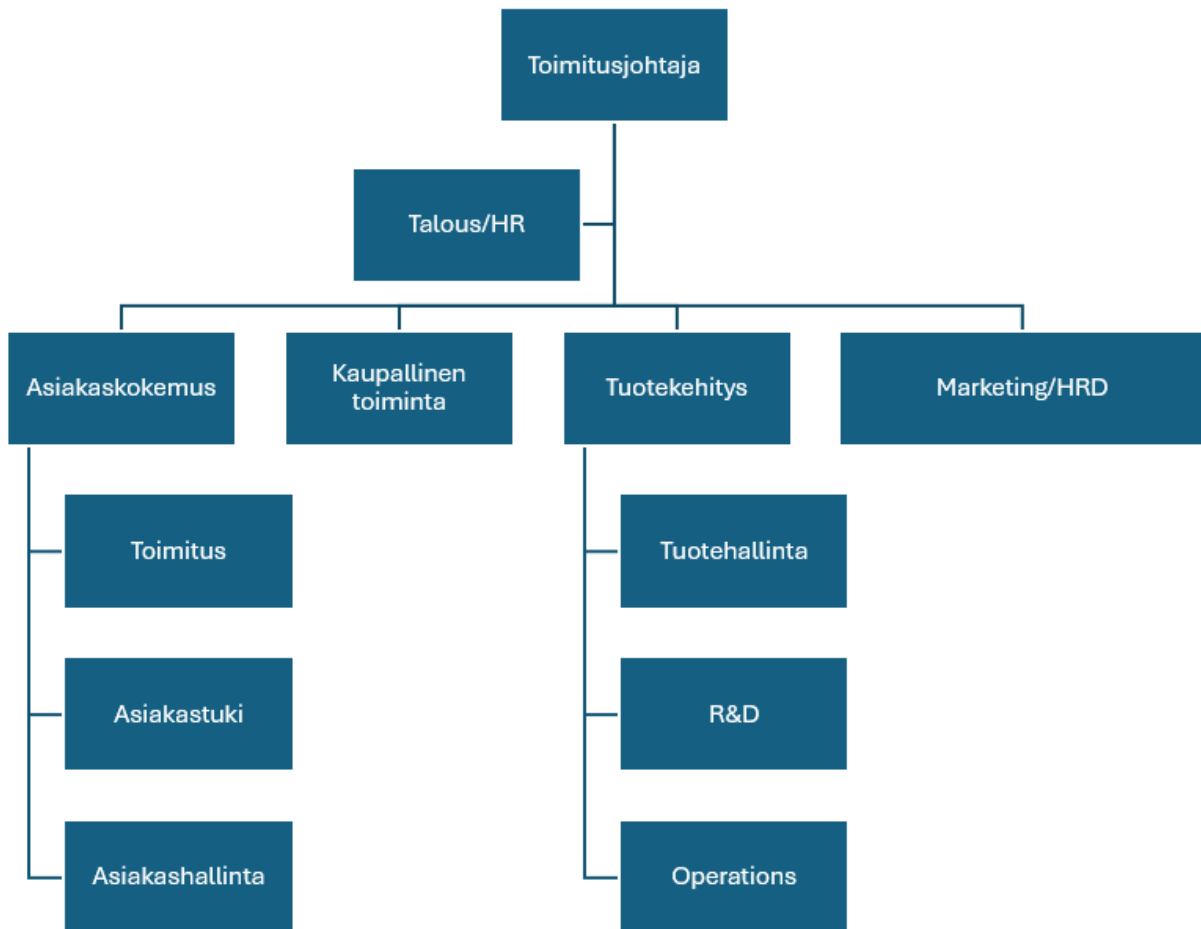 Toimitusjohtaja
Talous/HR
Asiakaskokemus
Kaupallinen
toiminta
Tuotekehitys
Marketing/HRD
Toimitus
Tuotehallinta
Asiakastuki
R&D
Asiakashallinta
Operations